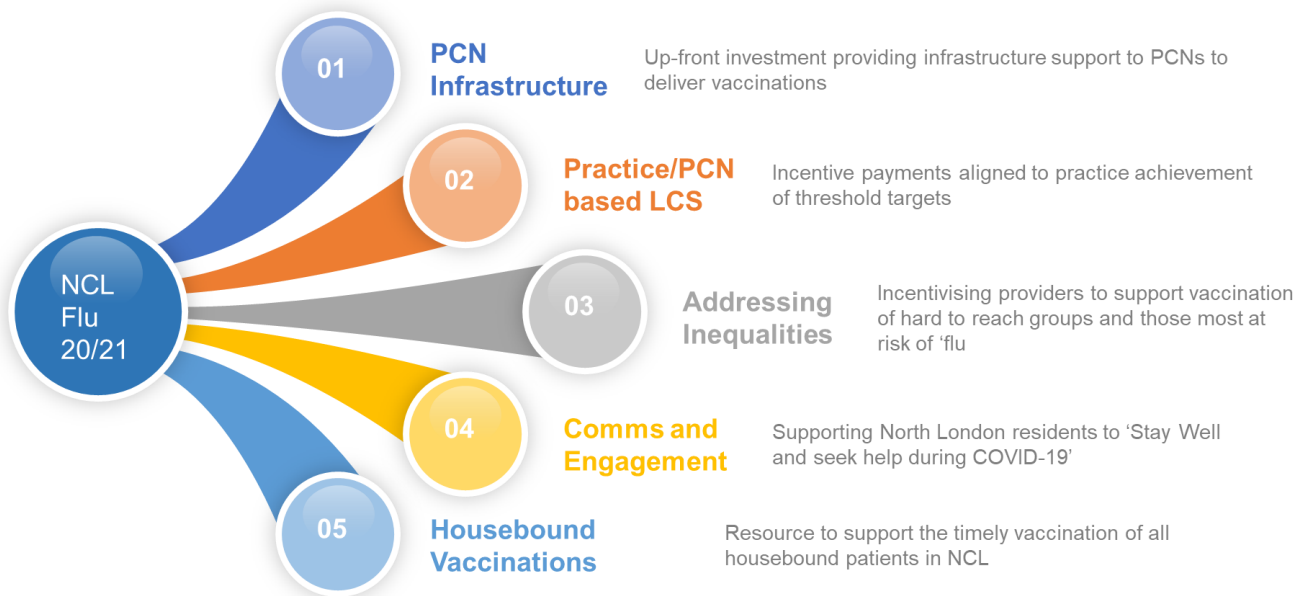 NCL
Flu
20/21
01
PCN
Infrastructure
Up-front investment providing infrastructure support to PCNs to
deliver vaccinations
02
Practice/PCN
based LCS
Incentive payments aligned to practice achievement
of threshold targets
03
Addressing
Inequalities
Incentivising providers to support vaccination
of hard to reach groups and those most at
risk of ‘flu
04
Comms and
Engagement
Supporting North London residents to ‘Stay Well
and seek help during COVID-19’
05
Housebound
Vaccinations
Resource to support the timely vaccination of all
housebound patients in NCL